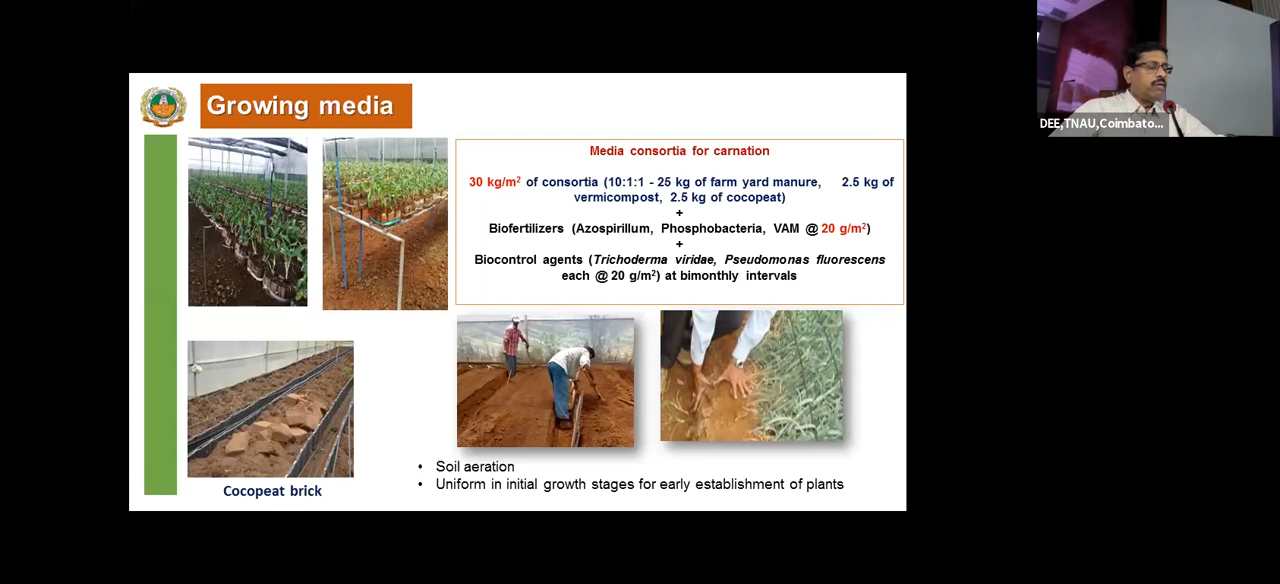 Growing media
Media consortia for carnation
30 kg/m² of consortia (10:1:1 - 25 kg of farm yard manure, 2.5 kg of
vermicompost, 2.5 kg of cocopeat)
+
Biofertilizers (Azospirillum, Phosphobacteria, VAM @ 20 g/m²)
+
Biocontrol agents (Trichoderma viridae, Pseudomonas fluorescens
each @ 20 g/m²) at bimonthly intervals
Cocopeat brick
• Soil aeration
• Uniform in initial growth stages for early establishment of plants
DEE,TNAU,Coimbato...